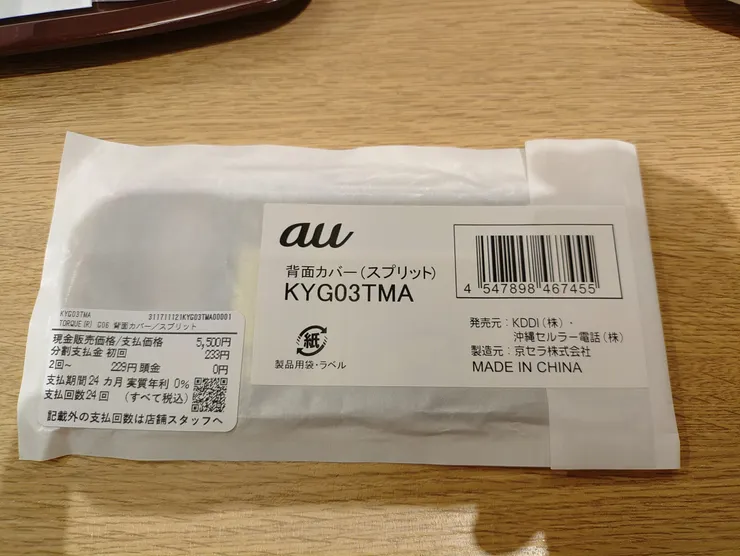 au
背面カバー(スプリット)
KYG03TMA
紙
製品用袋・ラベル
4 547898 467455
発売元:KDDI(株)・
沖縄セルラー電話(株)
製造元:京セラ株式会社
MADE IN CHINA
KYG03TMA 311711121KYG03TMA00001
TORQUE(R) G06 背面カバー/スプリット
現金販売価格/支払価格 5,500円
分割支払金 初回 233円
2回~ 229円 頭金 0円
支払期間24カ月 実質年利 0%
支払回数24回 (すべて税込)
記載外の支払回数は店舗スタッフへ